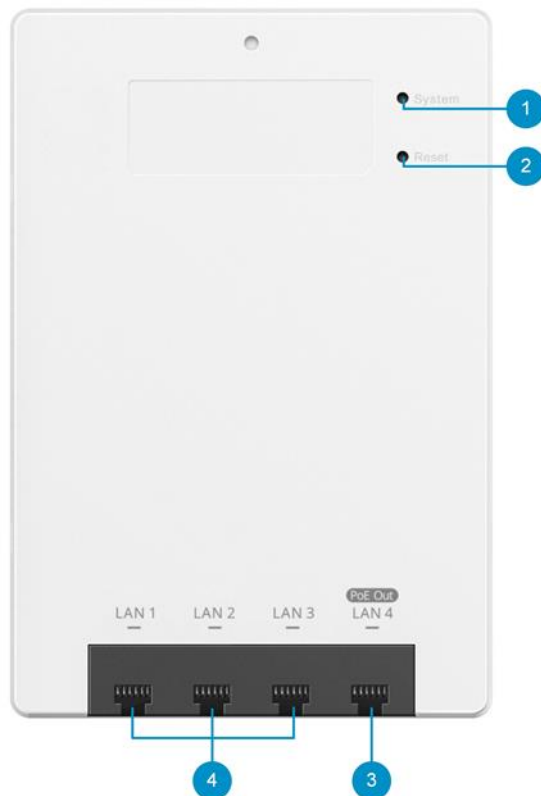 System
1
Reset
2
PoE Out
LAN 1 LAN 2 LAN 3 LAN 4
4 3